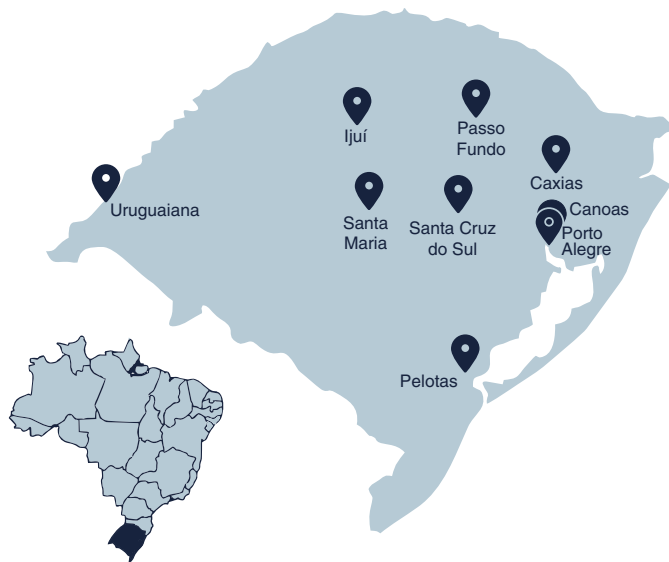 Ijuí
Passo
Fundo
Caxias
Uruguaiana
Santa
Maria
Santa Cruz
do Sul
Canoas
Porto
Alegre
Pelotas